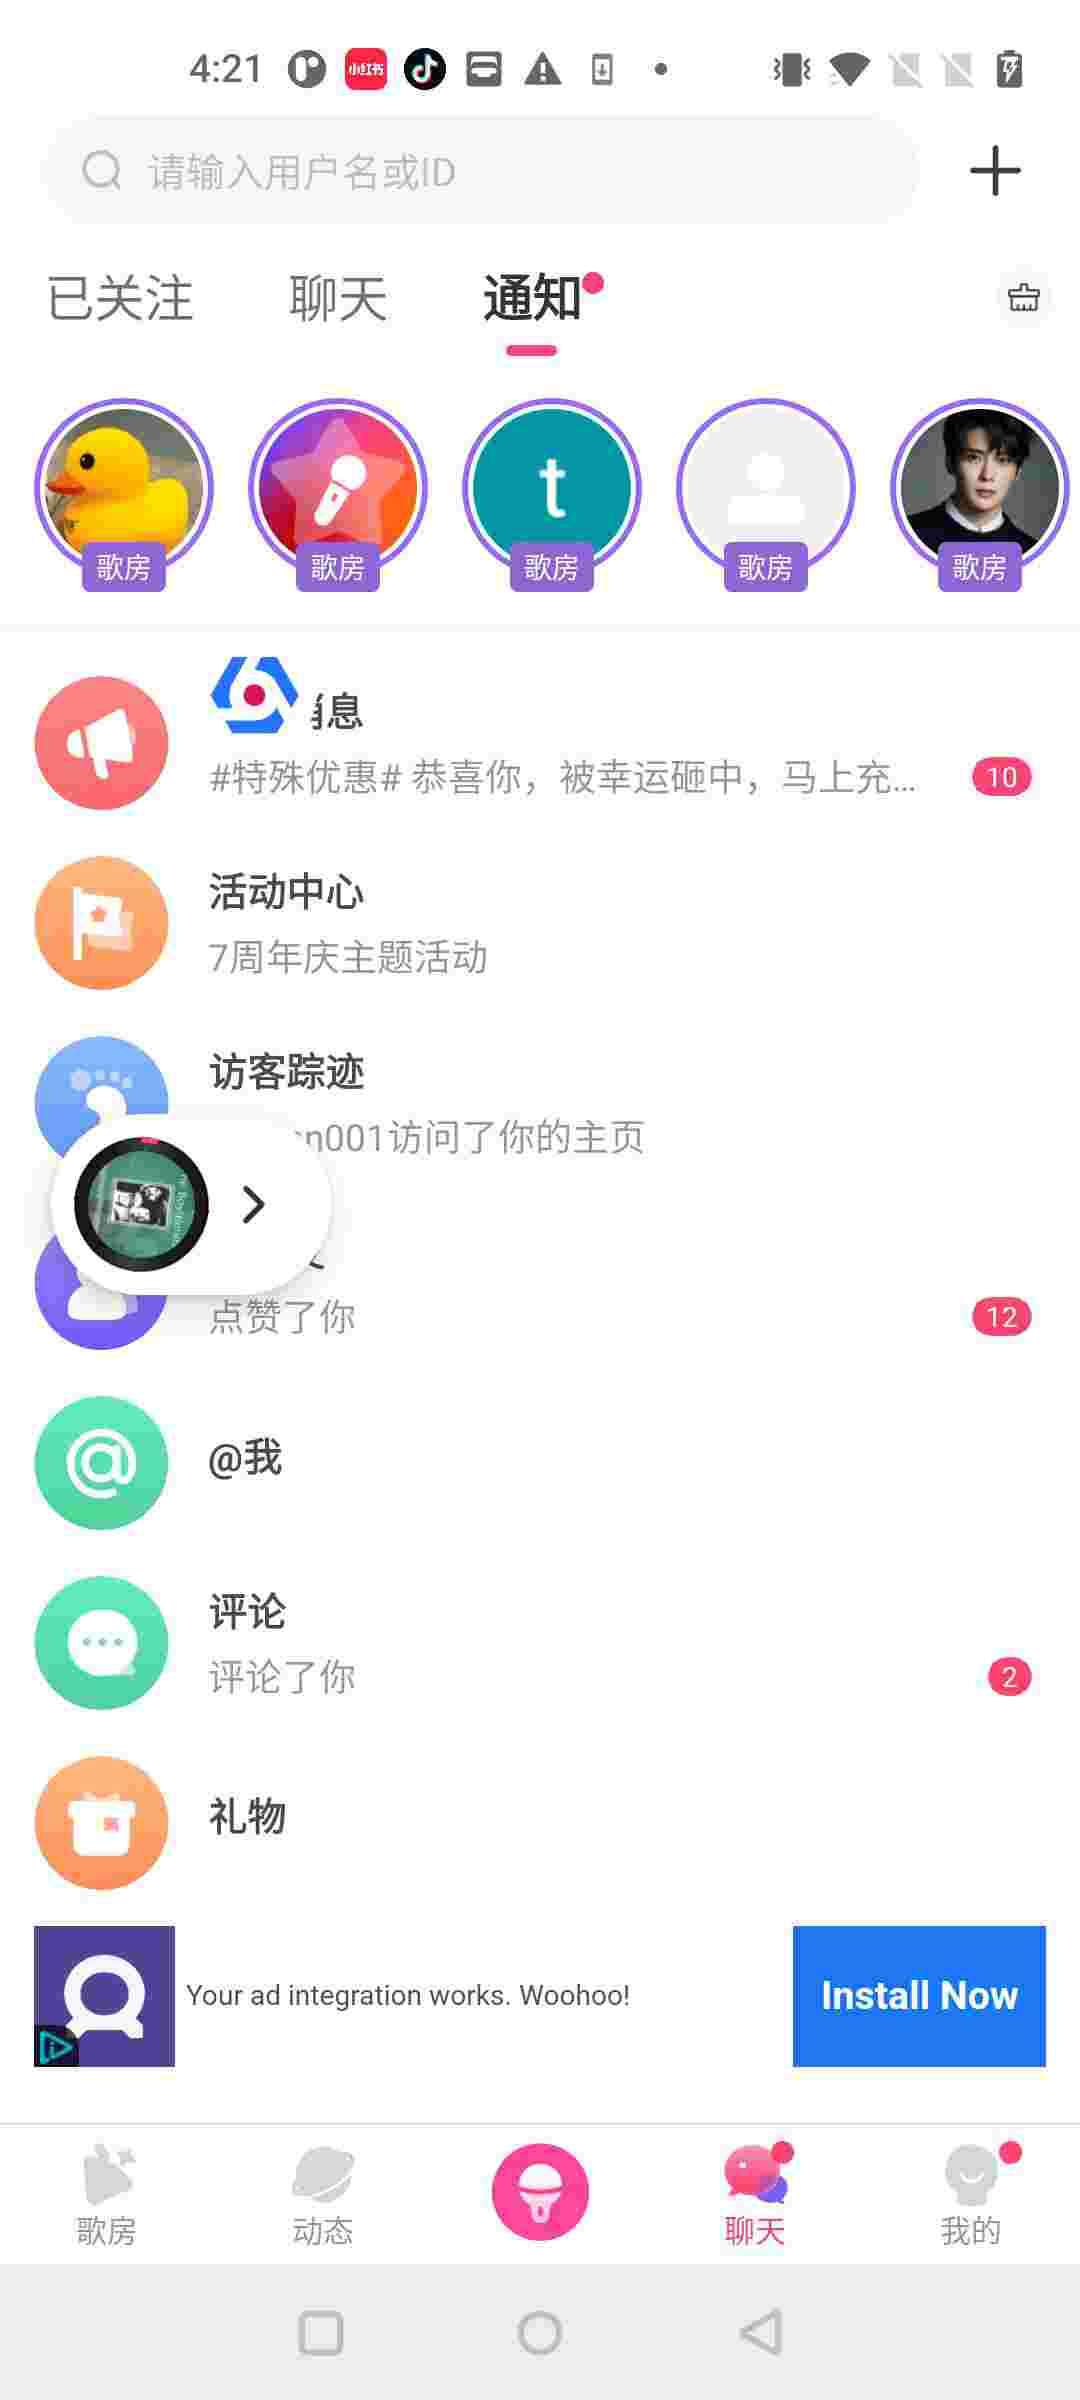 4:21
小红书
请输入用户名或ID
已关注
聊天
通知
t
歌房
歌房
歌房
歌房
歌房
息
#特殊优惠# 恭喜你，被幸运砸中，马上充...
10
活动中心
7周年庆主题活动
访客踪迹
n001访问了你的主页
点赞了你
12
@我
评论
评论了你
2
礼物
Your ad integration works. Woohoo!
Install Now
歌房
动态
聊天
我的